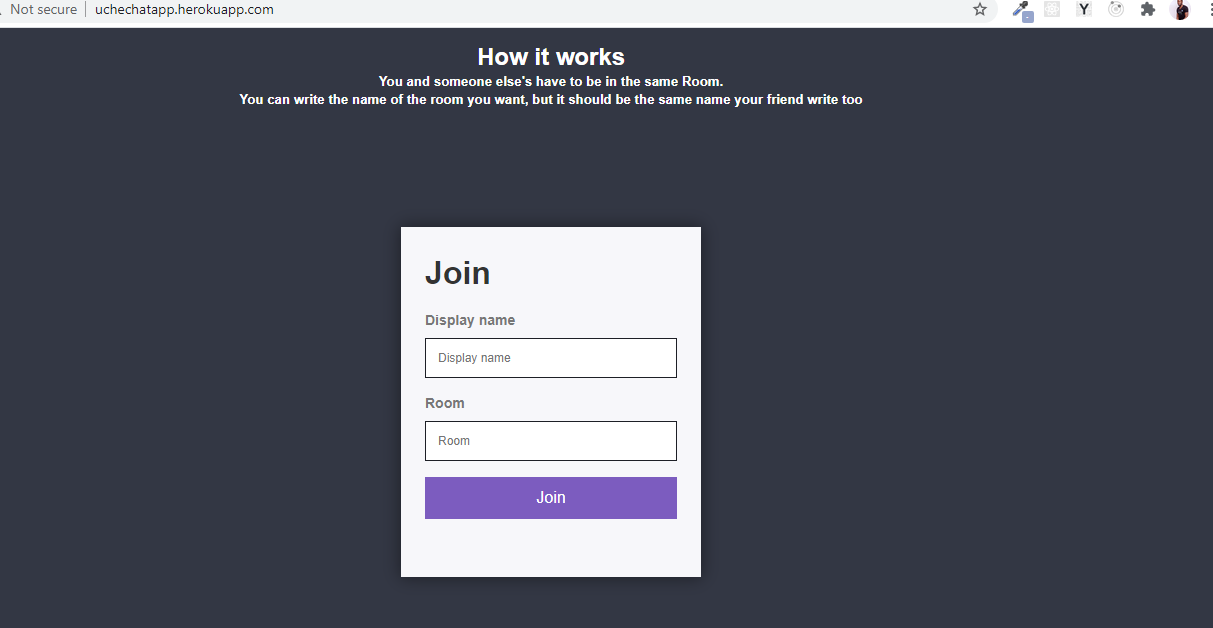 Not secure
uchechatapp.herokuapp.com
Y
How it works
You and someone else's have to be in the same Room.
You can write the name of the room you want, but it should be the same name your friend write too
Join
Display name
Display name
Room
Room
Join